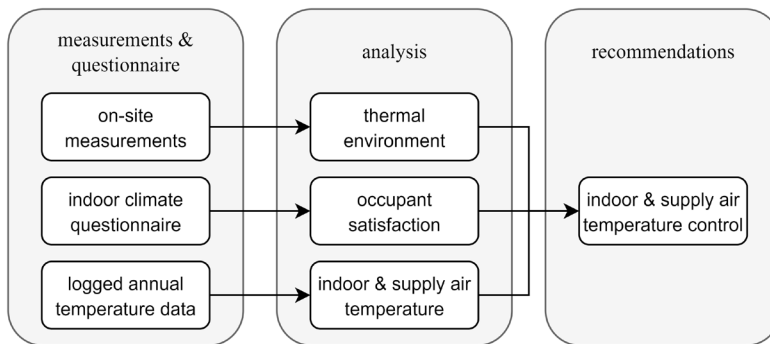 measurements &
questionnaire
on-site
measurements
indoor climate
questionnaire
logged annual
temperature data
analysis
thermal
environment
occupant
satisfaction
indoor & supply air
temperature
recommendations
indoor & supply air
temperature control